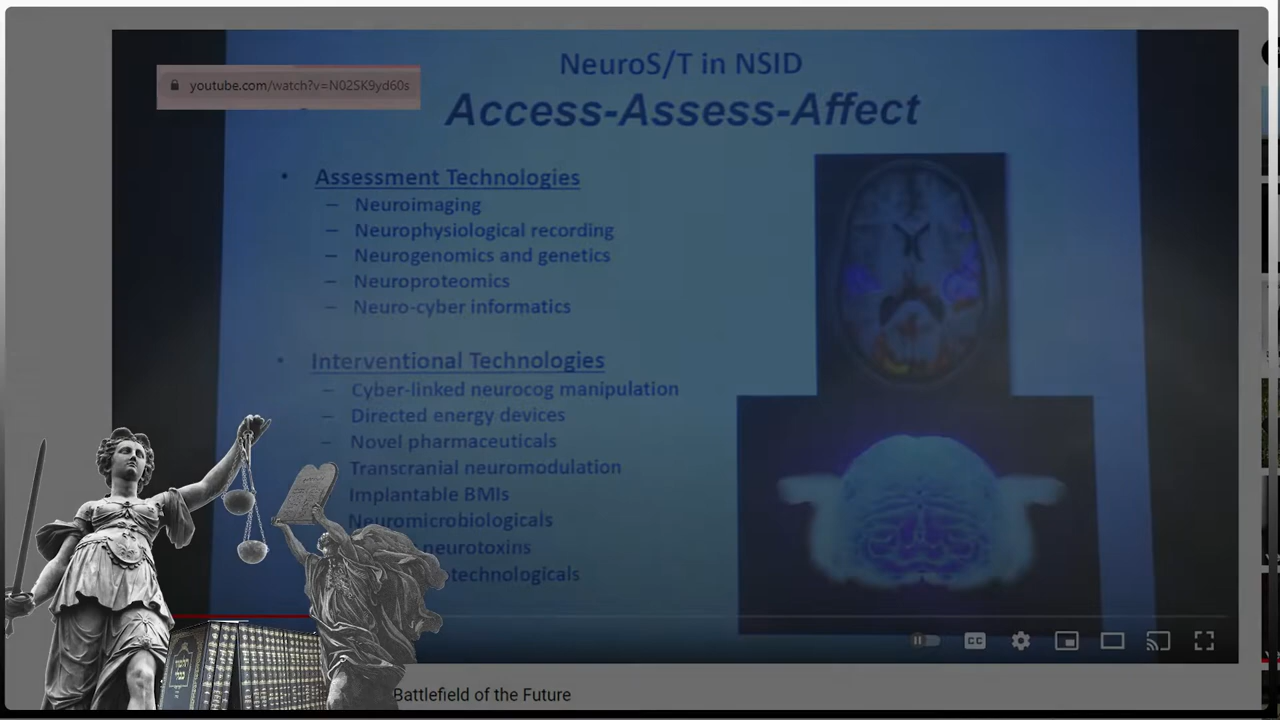 NeuroS/T in NSID
youtube.com/watch?v=N02SK9yd60s
Access-Assess-Affect
• Assessment Technologies
– Neuroimaging
– Neurophysiological recording
– Neurogenomics and genetics
– Neuroproteomics
– Neuro-cyber informatics
• Interventional Technologies
– Cyber-linked neurocog manipulation
– Directed energy devices
– Novel pharmaceuticals
Transcranial neuromodulation
Implantable BMIs
Neuromicrobiologicals
neurotoxins
otechnologicals
CC
Battlefield of the Future